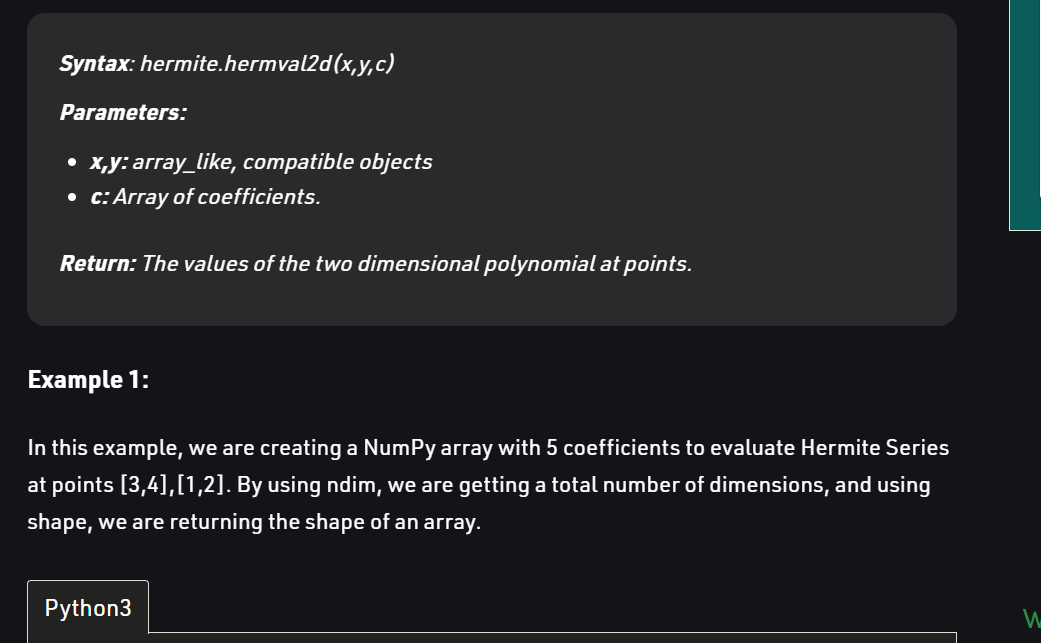 Syntax: hermite.hermval2d(x,y,c)
Parameters:
• x,y: array_like, compatible objects
• c: Array of coefficients.
Return: The values of the two dimensional polynomial at points.
Example 1:
In this example, we are creating a NumPy array with 5 coefficients to evaluate Hermite Series
at points [3,4],[1,2]. By using ndim, we are getting a total number of dimensions, and using
shape, we are returning the shape of an array.
Python3